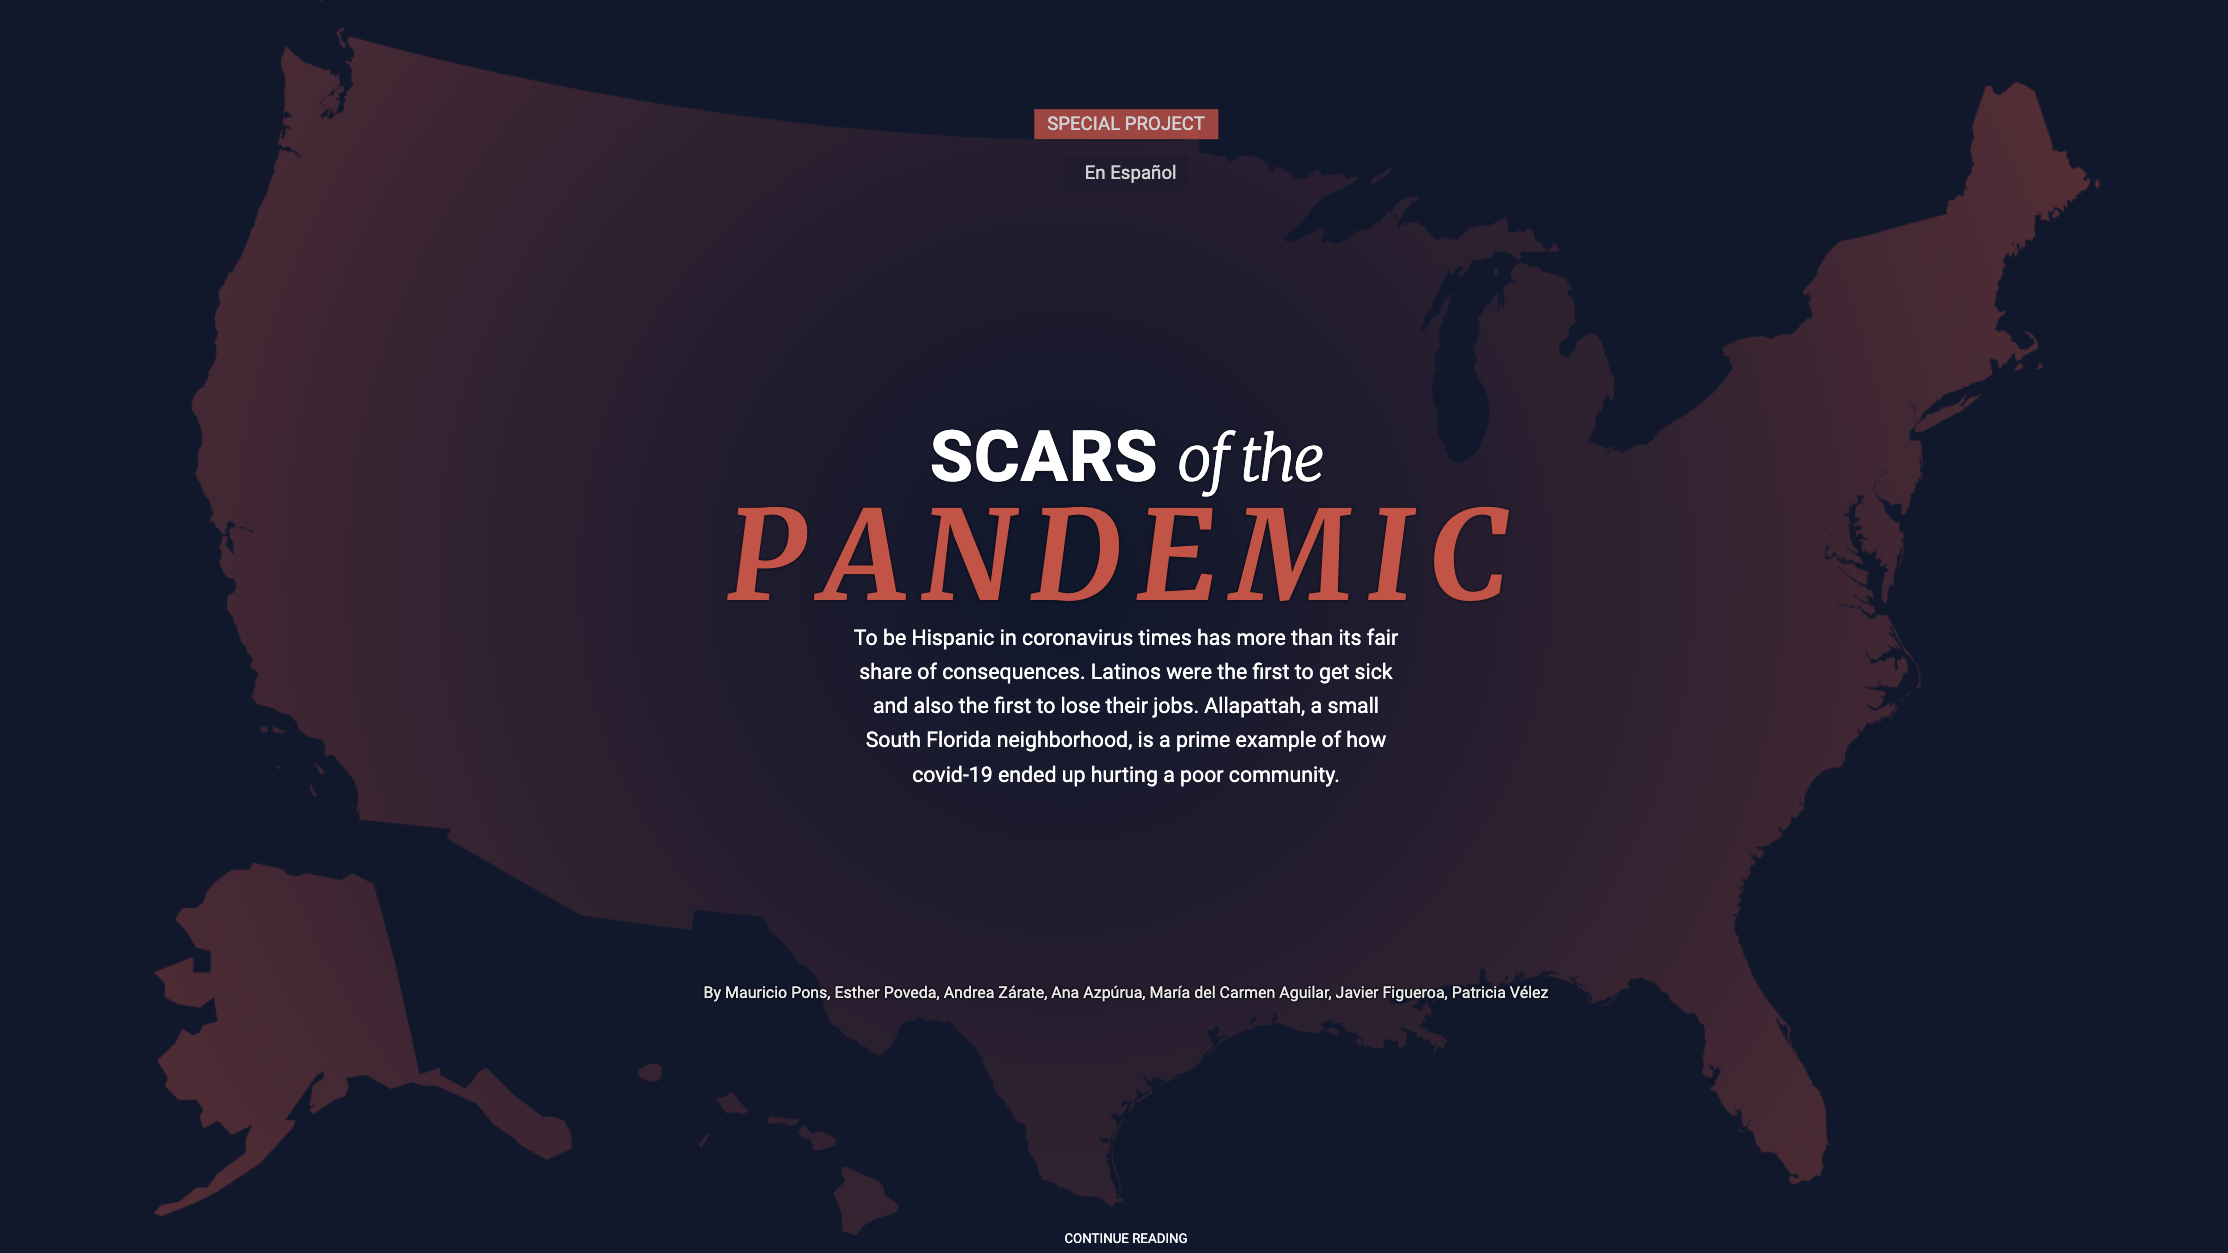 SPECIAL PROJECT
En Español
SCARS of the
PANDEMIC
To be Hispanic in coronavirus times has more than its fair
share of consequences. Latinos were the first to get sick
and also the first to lose their jobs. Allapattah, a small
South Florida neighborhood, is a prime example of how
covid-19 ended up hurting a poor community.
By Mauricio Pons, Esther Poveda, Andrea Zárate, Ana Azpúrua, María del Carmen Aguilar, Javier Figueroa, Patricia Vélez
CONTINUE READING